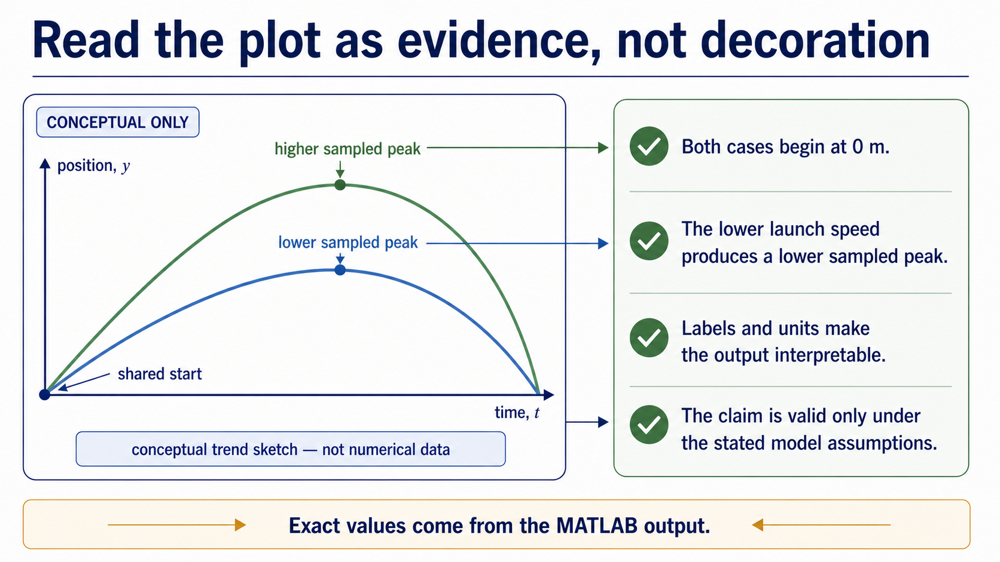 Read the plot as evidence, not decoration
CONCEPTUAL ONLY
position, y
higher sampled peak
lower sampled peak
shared start
time, t
conceptual trend sketch — not numerical data
Both cases begin at 0 m.
The lower launch speed
produces a lower sampled peak.
Labels and units make
the output interpretable.
The claim is valid only under
the stated model assumptions.
Exact values come from the MATLAB output.